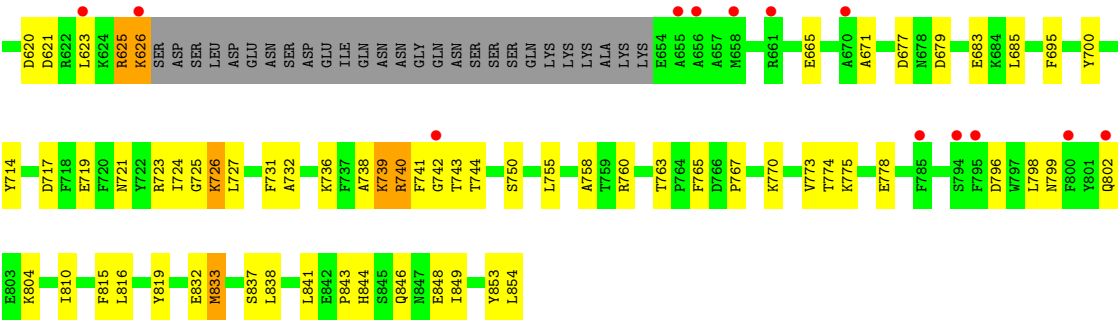 D620 D621 R622 L623 K624 R625 K626 SER ASP SER LEU ASP GLU ASN SER ASP GLU ILE GLN ASN ASN GLY GLN ASN SER SER SER GLN LYS LYS LYS ALA LYS LYS E654 A655 A656 A657 M658 R661 E665 A670 A671 D677 N678 D679 E683 K684 L685 F695 Y700
Y714 D717 F718 E719 F720 N721 Y722 R723 I724 G725 K726 L727 F731 A732 K736 F737 A738 K739 R740 F741 G742 T743 T744 S750 L755 A758 T759 R760 T763 P764 F765 D766 P767 K770 V773 T774 K775 E778 F785 S794 F795 D796 W797 L798 N799 F800 Y801 Q802
E803 K804 I810 F815 L816 Y819 E832 M833 S837 L838 L841 E842 P843 H844 S845 Q846 N847 E848 I849 Y853 L854